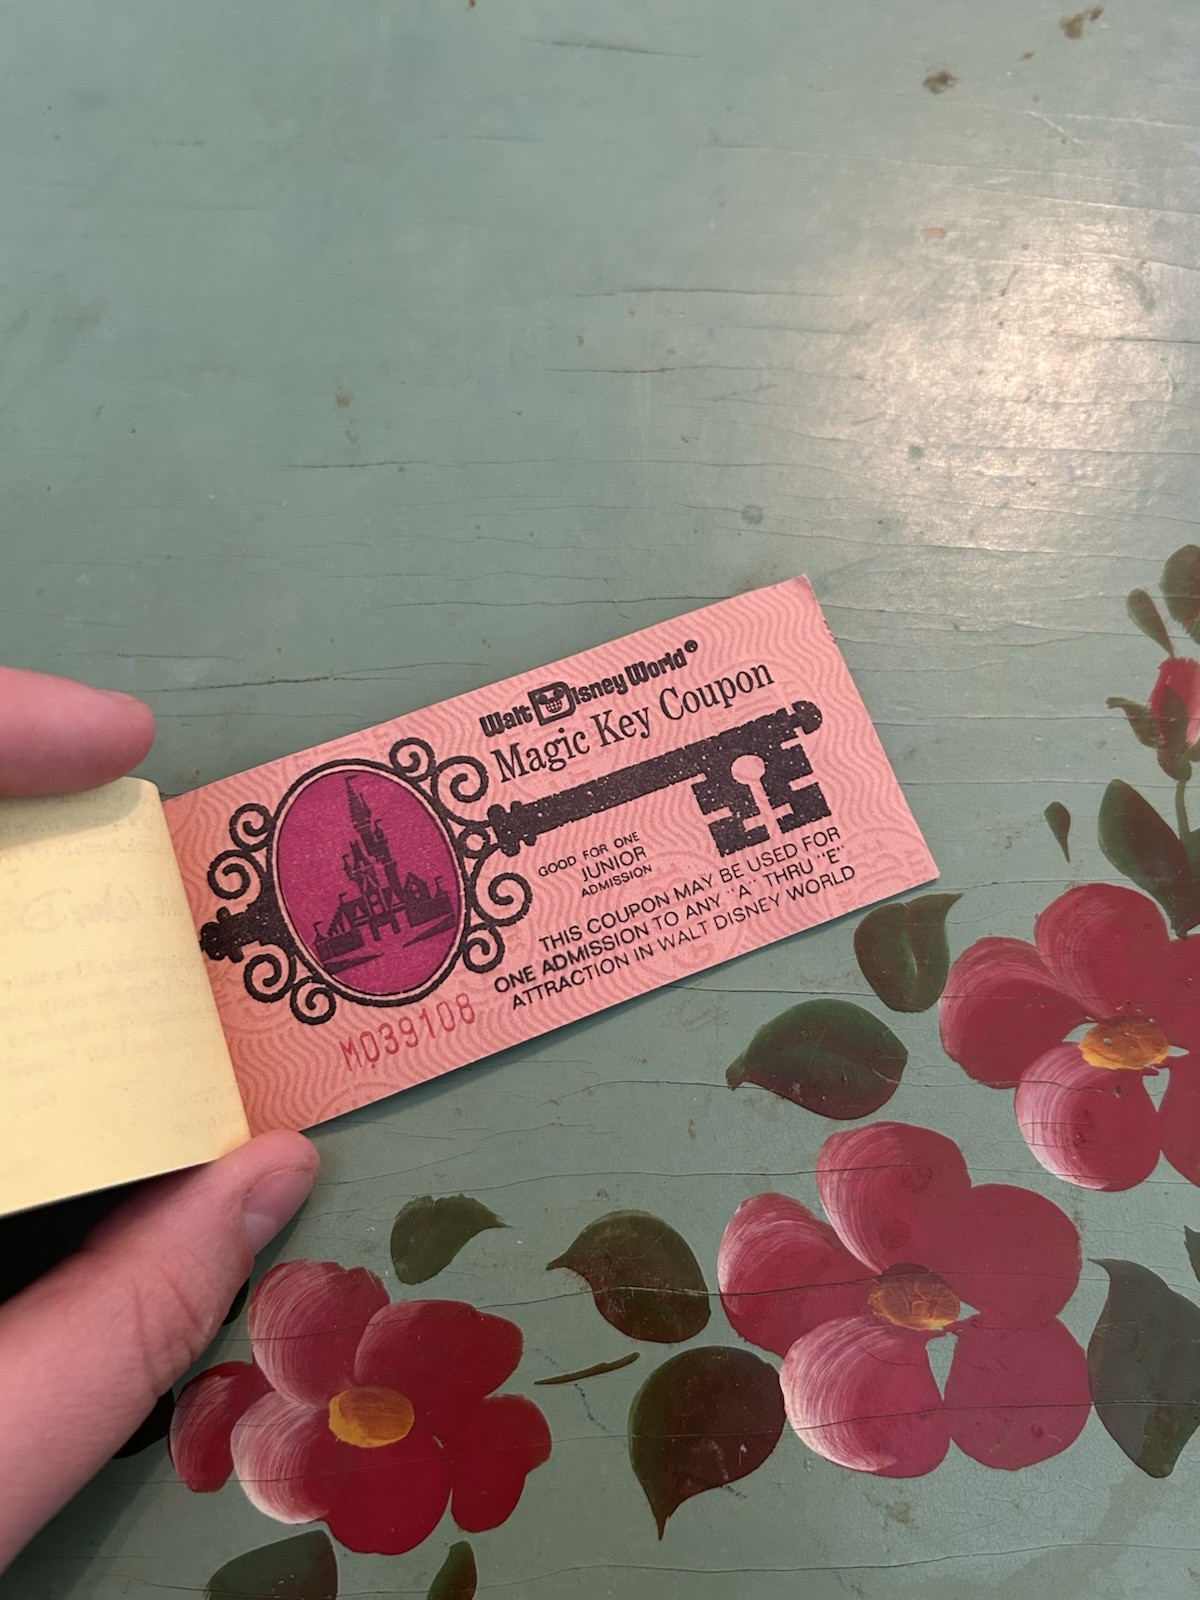 Walt Disney World®
Magic Key Coupon
GOOD FOR ONE
JUNIOR
ADMISSION
THIS COUPON MAY BE USED FOR
ONE ADMISSION TO ANY "A" THRU "E"
ATTRACTION IN WALT DISNEY WORLD
M039108